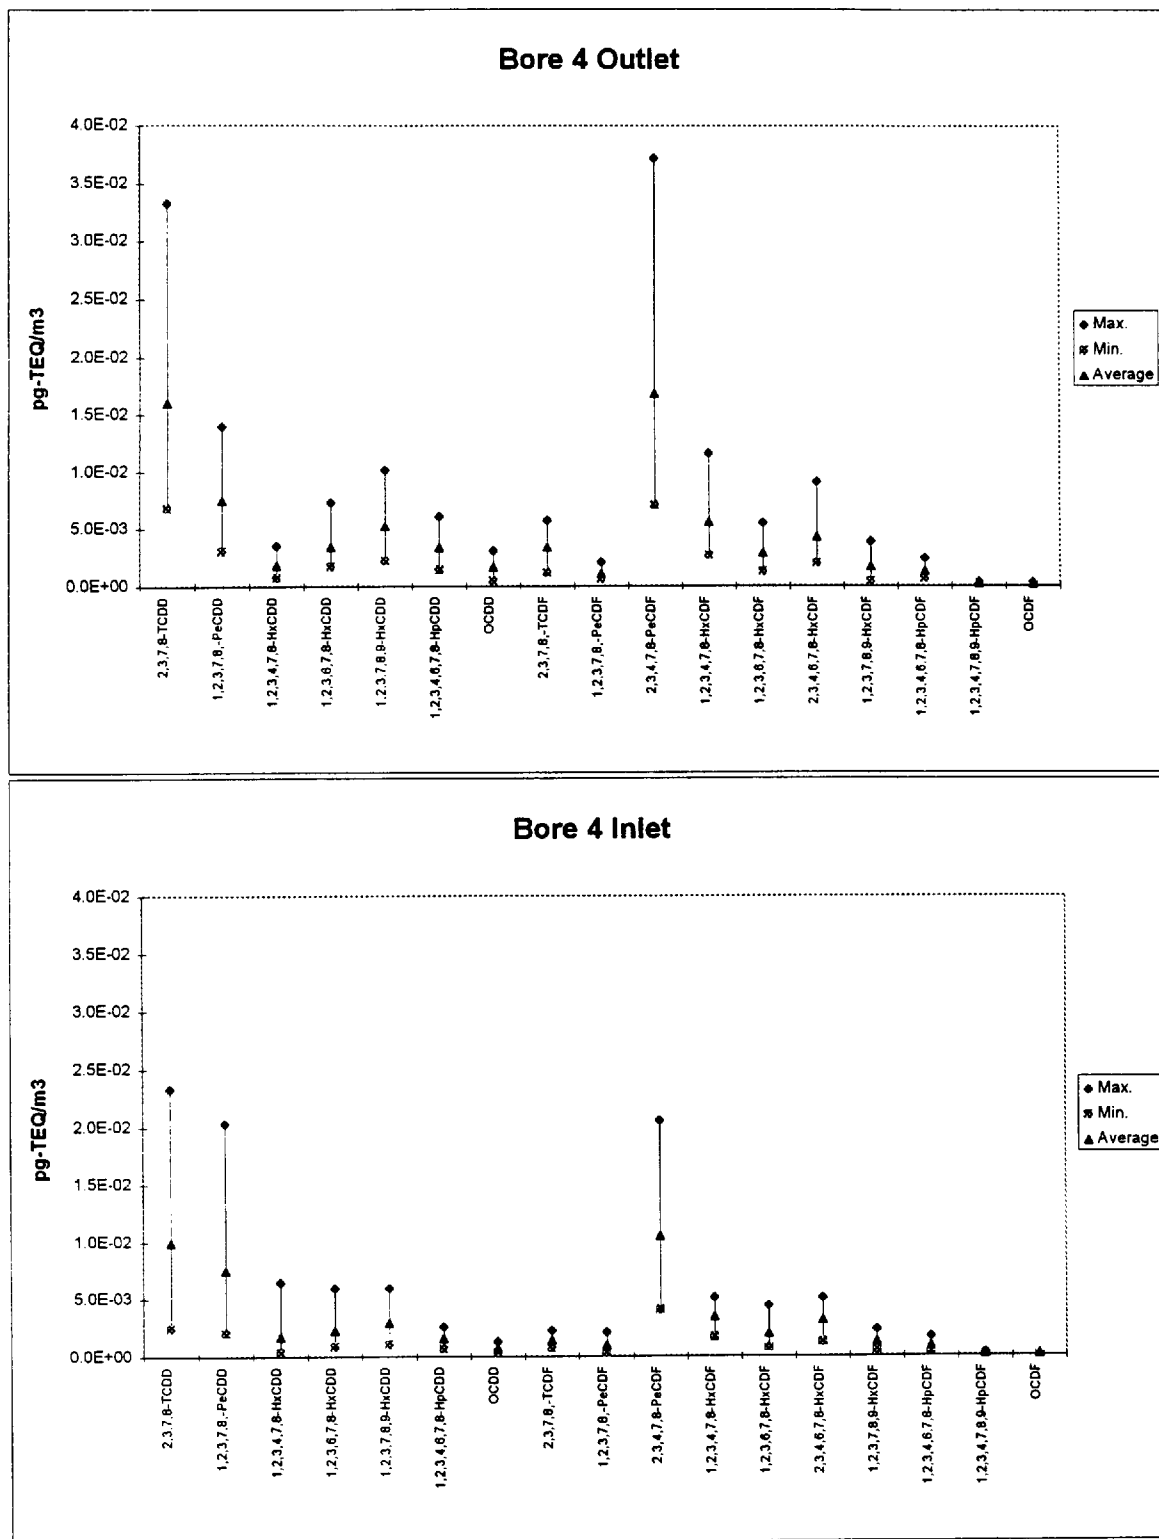 Bore 4 Outlet
pg-TEQ/m3
4.0E-02
3.5E-02
3.0E-02
2.5E-02
2.0E-02
1.5E-02
1.0E-02
5.0E-03
0.0E+00
2,3,7,8-TCDD
1,2,3,7,8,-PeCDD
1,2,3,4,7,8-HxCDD
1,2,3,6,7,8-HxCDD
1,2,3,7,8,9-HxCDD
1,2,3,4,6,7,8-HpCDD
OCDD
2,3,7,8,-TCDF
1,2,3,7,8,-PeCDF
2,3,4,7,8-PeCDF
1,2,3,4,7,8-HxCDF
1,2,3,6,7,8-HxCDF
2,3,4,6,7,8-HxCDF
1,2,3,7,8,9-HxCDF
1,2,3,4,6,7,8-HpCDF
1,2,3,4,7,8,9-HpCDF
OCDF
Max.
Min.
Average
Bore 4 Inlet
pg-TEQ/m3
4.0E-02
3.5E-02
3.0E-02
2.5E-02
2.0E-02
1.5E-02
1.0E-02
5.0E-03
0.0E+00
2,3,7,8-TCDD
1,2,3,7,8,-PeCDD
1,2,3,4,7,8-HxCDD
1,2,3,6,7,8-HxCDD
1,2,3,7,8,9-HxCDD
1,2,3,4,6,7,8-HpCDD
OCDD
2,3,7,8,-TCDF
1,2,3,7,8,-PeCDF
2,3,4,7,8-PeCDF
1,2,3,4,7,8-HxCDF
1,2,3,6,7,8-HxCDF
2,3,4,6,7,8-HxCDF
1,2,3,7,8,9-HxCDF
1,2,3,4,6,7,8-HpCDF
1,2,3,4,7,8,9-HpCDF
OCDF
Max.
Min.
Average